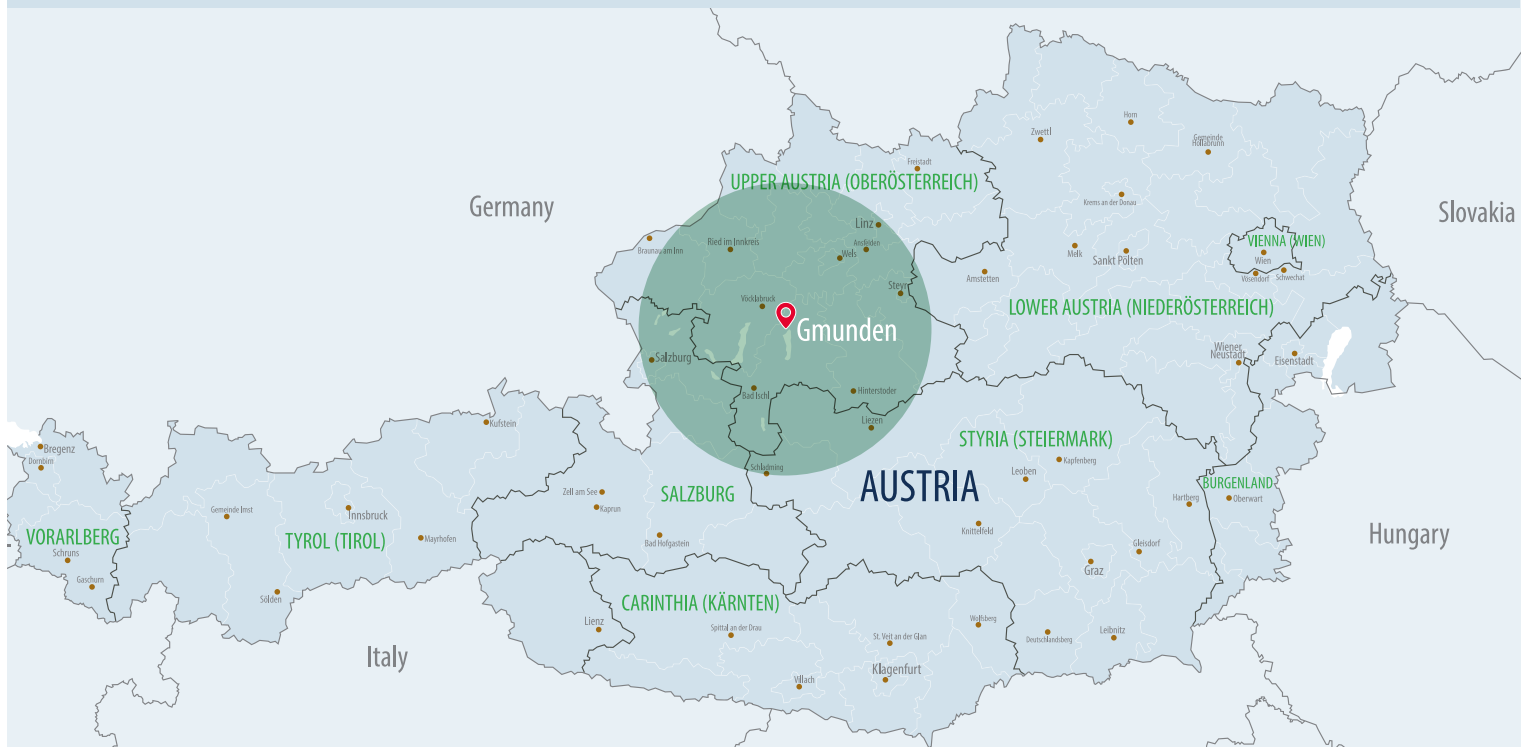 Horn
Zwettl
Gemeinde
Hollabrunn
Freistadt
UPPER AUSTRIA (OBERÖSTERREICH)
Germany
Krems an der Donau
Slovakia
Linz
Ried im Innkreis
Braunau am Inn
Ansfelden
Wels
VIENNA (WIEN)
Wien
Melk
Sankt Pölten
Amstetten
Vösendorf
Schwechat
Steyr
Vöcklabruck
LOWER AUSTRIA (NIEDERÖSTERREICH)
Gmunden
Wiener
Neustadt
Eisenstadt
Salzburg
Bad Ischl
Hinterstoder
Kufstein
Liezen
STYRIA (STEIERMARK)
Bregenz
Dornbirn
Kapfenberg
Schladming
Leoben
AUSTRIA
BURGENLAND
Zell am See
SALZBURG
Hartberg
Oberwart
Kaprun
Gemeinde Imst
Innsbruck
Knittelfeld
Hungary
VORARLBERG
TYROL (TIROL)
Mayrhofen
Bad Hofgastein
Gleisdorf
Schruns
Graz
Gaschurn
Sölden
CARINTHIA (KÄRNTEN)
Lienz
Spittal an der Drau
Wolfsberg
St. Veit an der Glan
Deutschlandsberg
Leibnitz
Italy
Klagenfurt
Villach